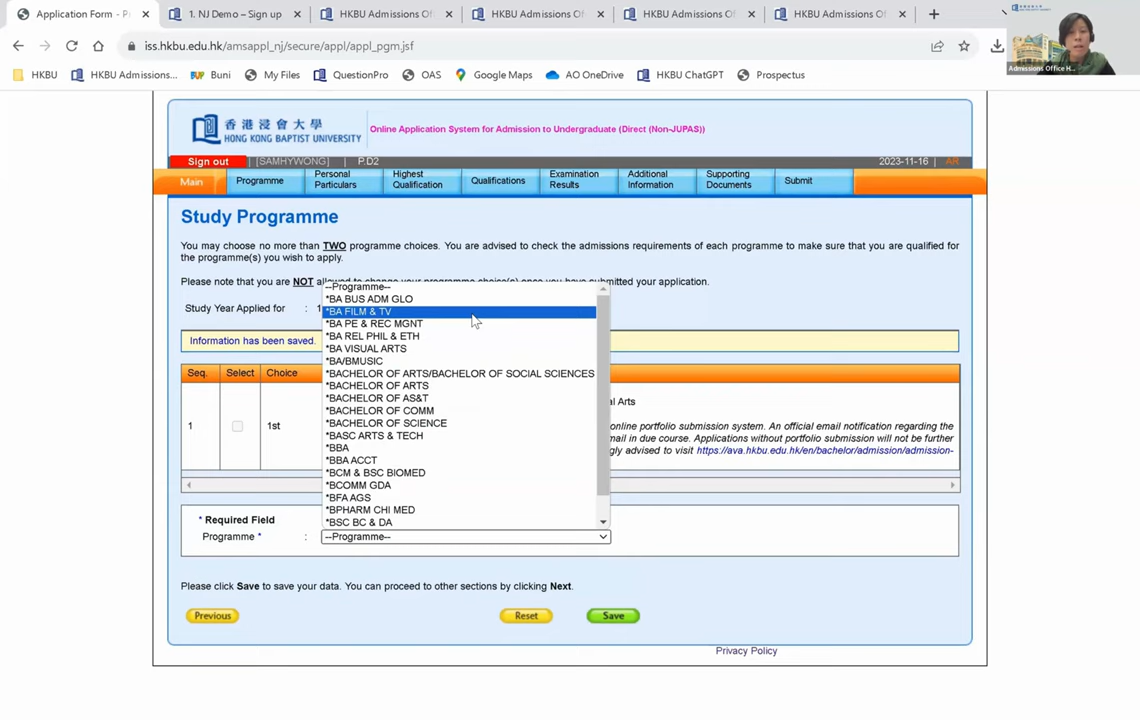 Application Form - P
1. NJ Demo – Sign up
HKBU Admissions Of
HKBU Admissions Of
HKBU Admissions Of
HKBU Admissions Of
iss.hkbu.edu.hk/amsappl_nj/secure/appl/appl_pgm.jsf
Admissions Office H...
HKBU
HKBU Admissions...
Buni
My Files
QuestionPro
OAS
Google Maps
AO OneDrive
HKBU ChatGPT
Prospectus
香港浸會大學
HONG KONG BAPTIST UNIVERSITY
Online Application System for Admission to Undergraduate (Direct (Non-JUPAS))
Sign out | [SAMHYWONG] | P.D2 2023-11-16 | AR
Main
Programme
Personal Particulars
Highest Qualification
Qualifications
Examination Results
Additional Information
Supporting Documents
Submit
Study Programme
You may choose no more than TWO programme choices. You are advised to check the admissions requirements of each programme to make sure that you are qualified for
the programme(s) you wish to apply.
Please note that you are NOT allowed to change your programme choice(s) once you have submitted your application.
Study Year Applied for : 1
Information has been saved.
Seq. Select Choice
1 1st
al Arts
online portfolio submission system. An official email notification regarding the
mail in due course. Applications without portfolio submission will not be further
gly advised to visit https://ava.hkbu.edu.hk/en/bachelor/admission/admission-
--Programme--
*BA BUS ADM GLO
*BA FILM & TV
*BA PE & REC MGNT
*BA REL PHIL & ETH
*BA VISUAL ARTS
*BA/BMUSIC
*BACHELOR OF ARTS/BACHELOR OF SOCIAL SCIENCES
*BACHELOR OF ARTS
*BACHELOR OF AS&T
*BACHELOR OF COMM
*BACHELOR OF SCIENCE
*BASC ARTS & TECH
*BBA
*BBA ACCT
*BCM & BSC BIOMED
*BCOMM GDA
*BFA AGS
*BPHARM CHI MED
*BSC BC & DA
* Required Field
Programme * : --Programme--
Please click Save to save your data. You can proceed to other sections by clicking Next.
Previous
Reset
Save
Privacy Policy